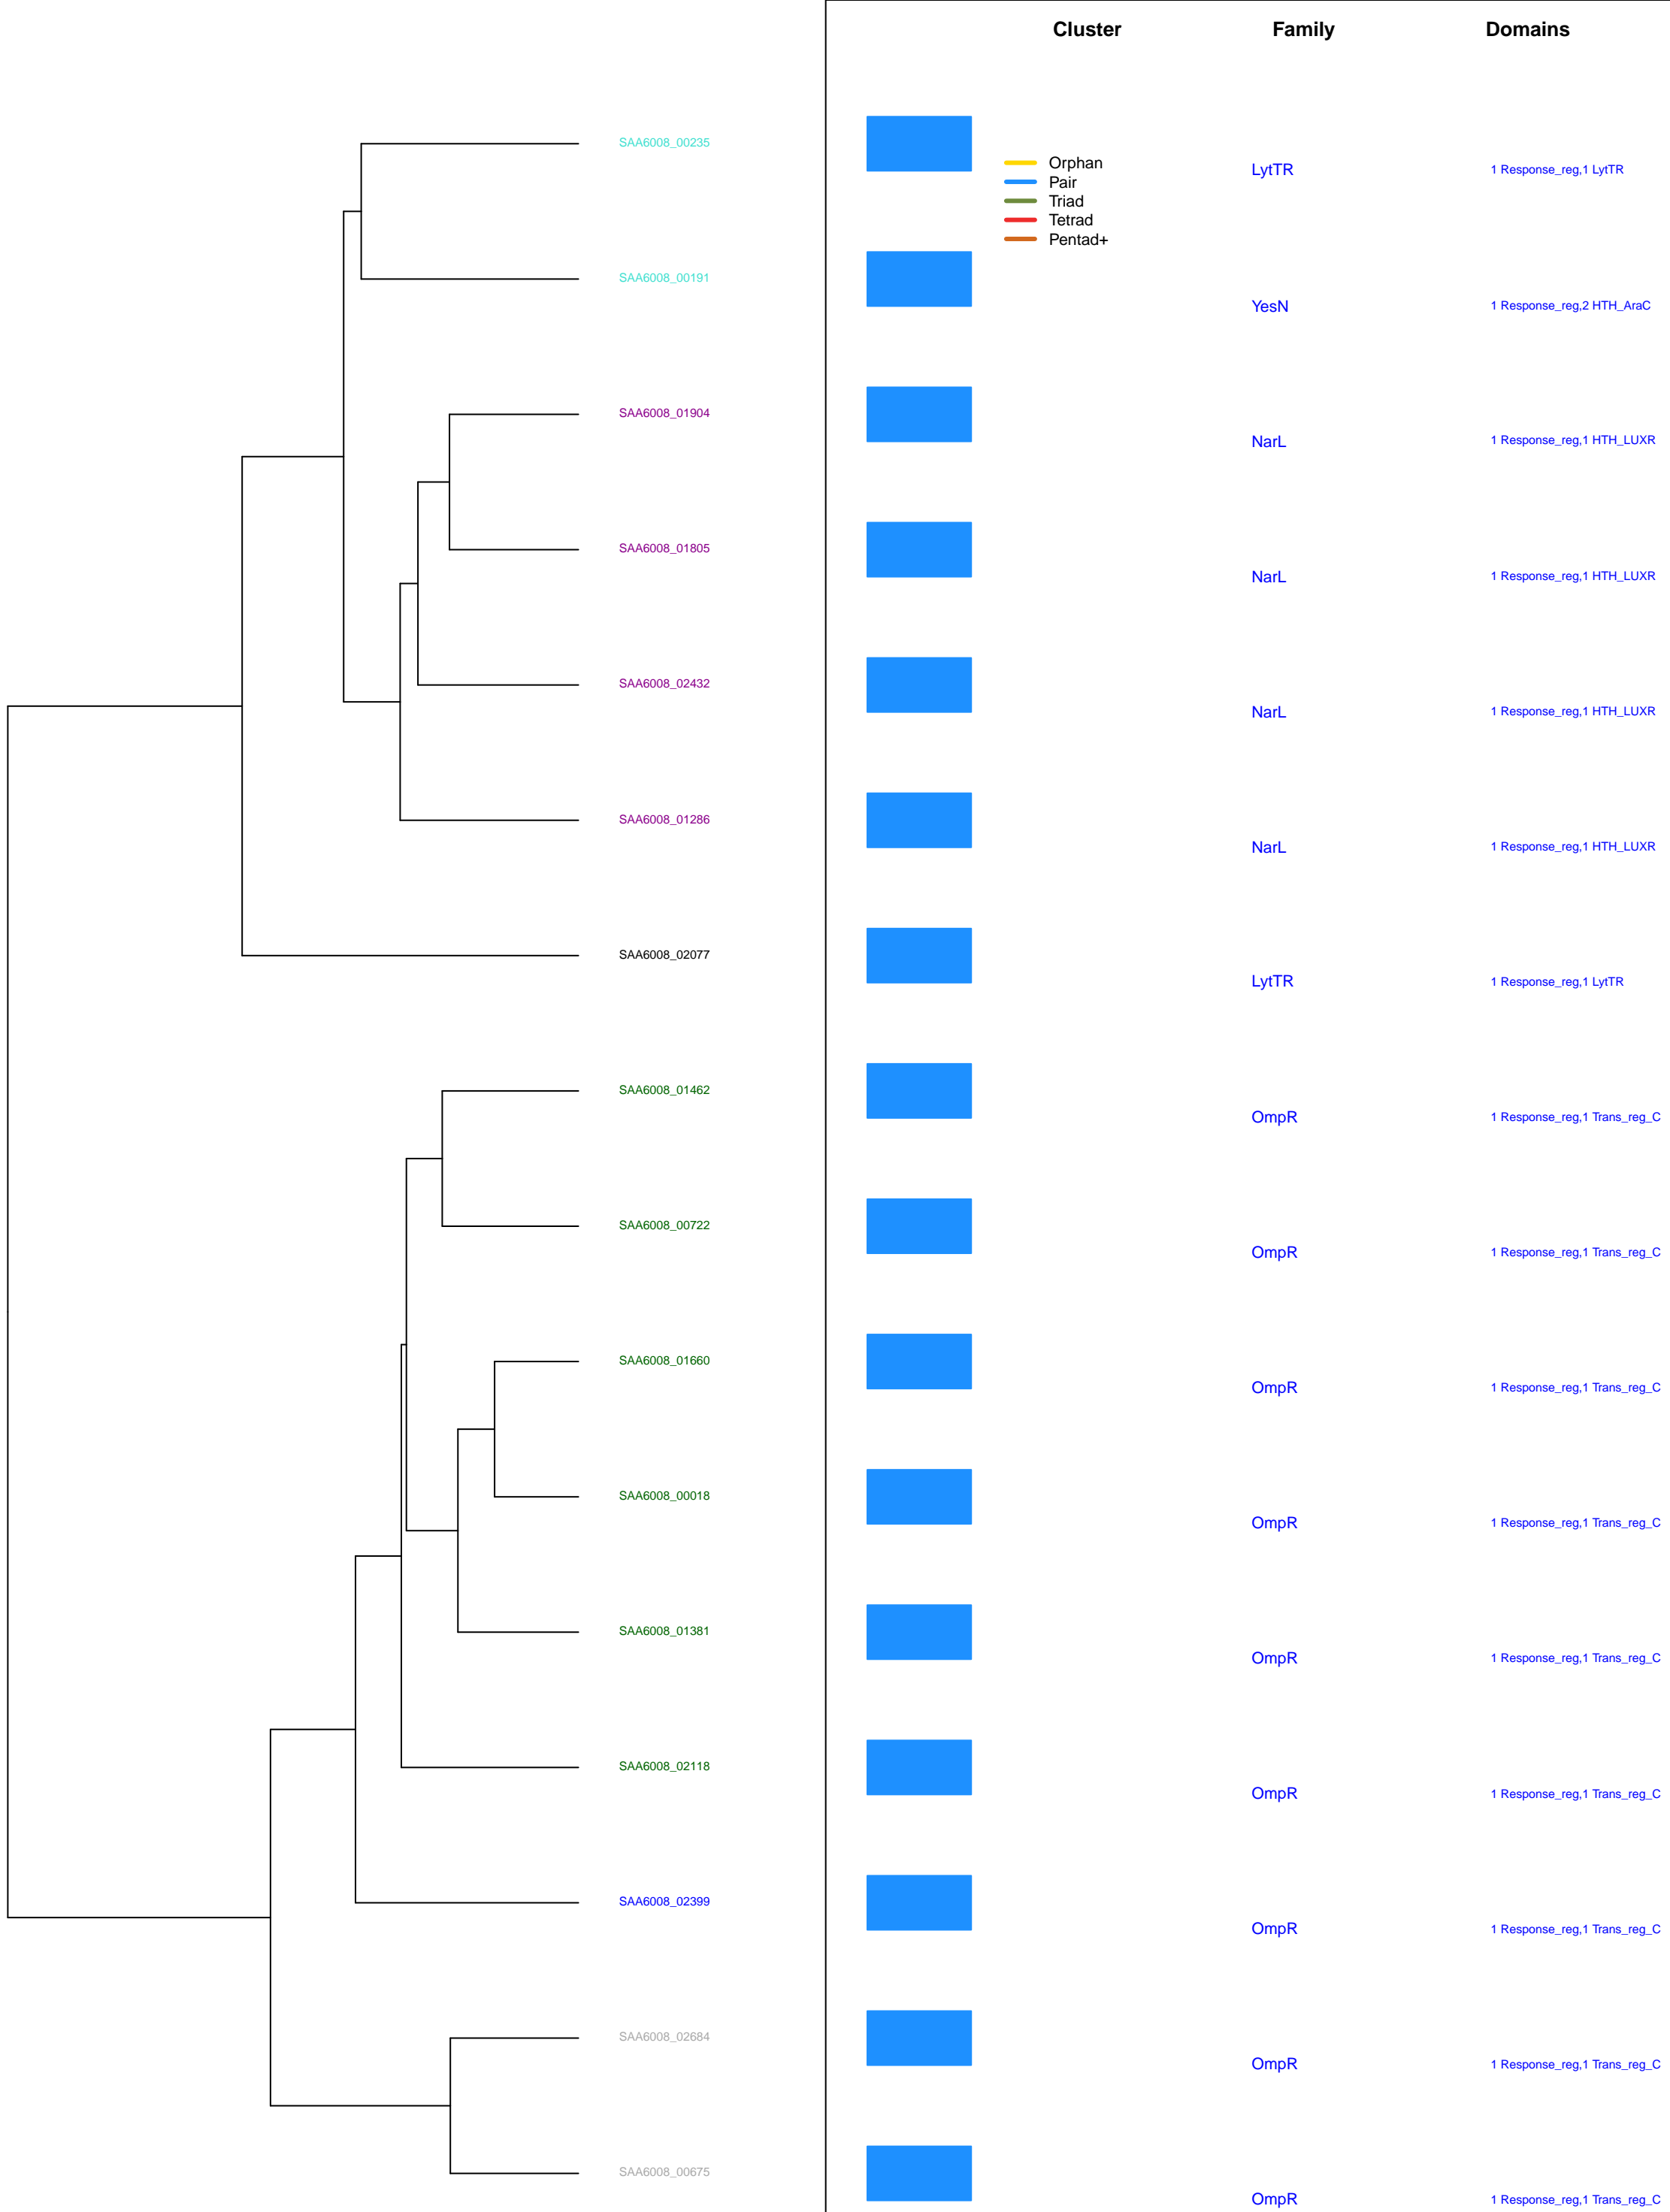 Cluster Family Domains
SAA6008_00235
Orphan
LytTR 1 Response_reg,1 LytTR
Pair
Triad
Tetrad
Pentad+
SAA6008_00191
YesN 1 Response_reg,2 HTH_AraC
SAA6008_01904
NarL 1 Response_reg,1 HTH_LUXR
SAA6008_01805
NarL 1 Response_reg,1 HTH_LUXR
SAA6008_02432
NarL 1 Response_reg,1 HTH_LUXR
SAA6008_01286
NarL 1 Response_reg,1 HTH_LUXR
SAA6008_02077
LytTR 1 Response_reg,1 LytTR
SAA6008_01462
OmpR 1 Response_reg,1 Trans_reg_C
SAA6008_00722
OmpR 1 Response_reg,1 Trans_reg_C
SAA6008_01660
OmpR 1 Response_reg,1 Trans_reg_C
SAA6008_00018
OmpR 1 Response_reg,1 Trans_reg_C
SAA6008_01381
OmpR 1 Response_reg,1 Trans_reg_C
SAA6008_02118
OmpR 1 Response_reg,1 Trans_reg_C
SAA6008_02399
OmpR 1 Response_reg,1 Trans_reg_C
SAA6008_02684
OmpR 1 Response_reg,1 Trans_reg_C
SAA6008_00675
OmpR 1 Response_reg,1 Trans_reg_C